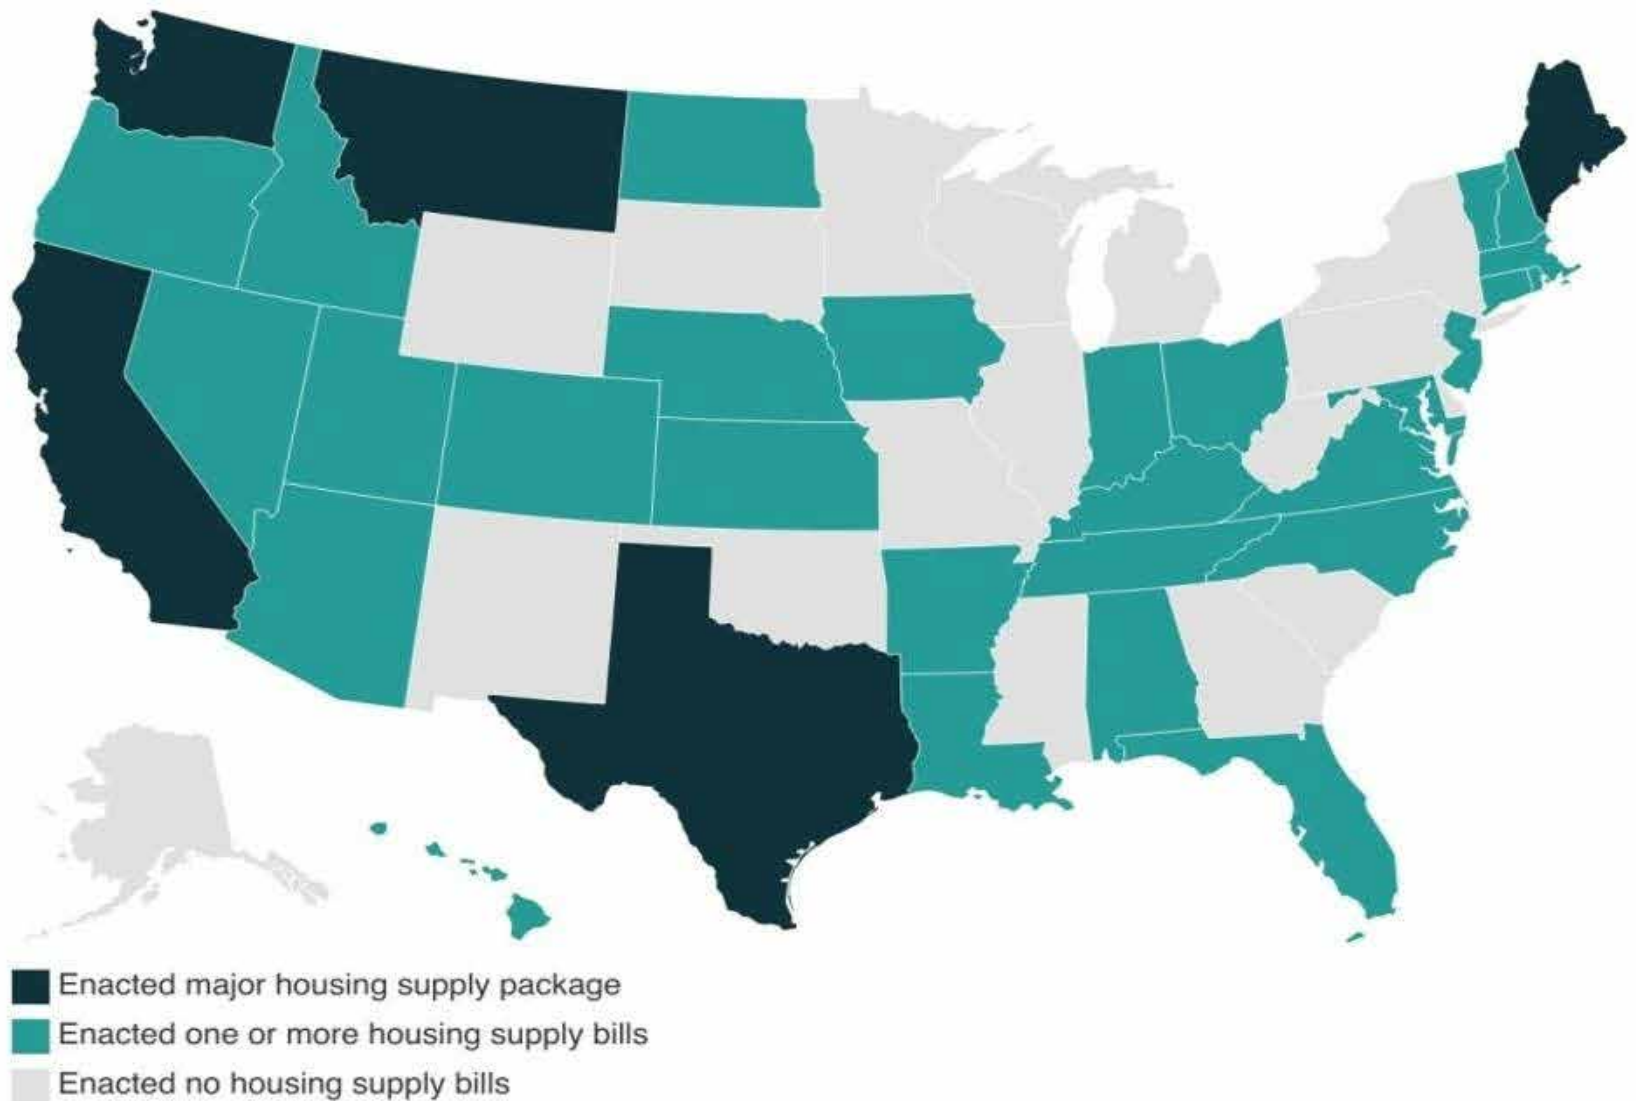 Enacted major housing supply package
Enacted one or more housing supply bills
Enacted no housing supply bills